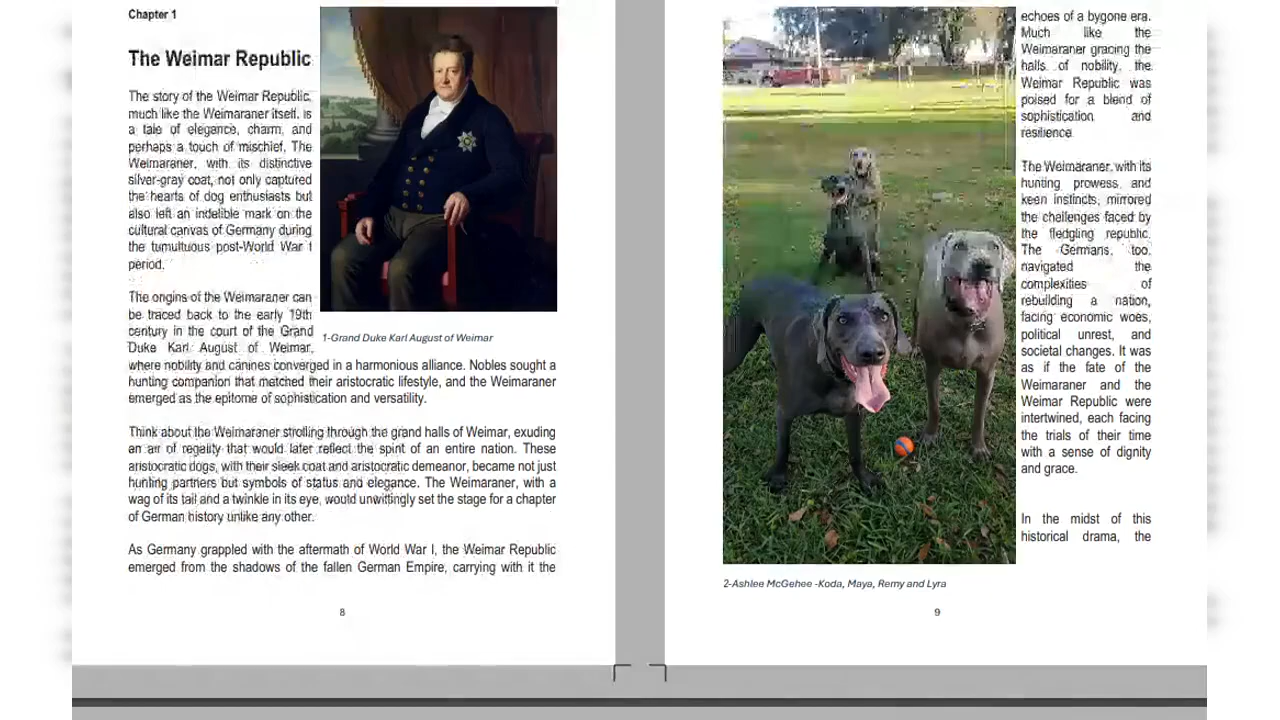 Chapter 1
The Weimar Republic
The story of the Weimar Republic,
much like the Weimaraner itself, is
a tale of elegance, charm, and
perhaps a touch of mischief. The
Weimaraner, with its distinctive
silver-gray coat, not only captured
the hearts of dog enthusiasts but
also left an indelible mark on the
cultural canvas of Germany during
the tumultuous post-World War I
period.
The origins of the Weimaraner can
be traced back to the early 19th
century in the court of the Grand
Duke Karl August of Weimar,
where nobility and canines converged in a harmonious alliance. Nobles sought a
hunting companion that matched their aristocratic lifestyle, and the Weimaraner
emerged as the epitome of sophistication and versatility.
Think about the Weimaraner strolling through the grand halls of Weimar, exuding
an air of regality that would later reflect the spirit of an entire nation. These
aristocratic dogs, with their sleek coat and aristocratic demeanor, became not just
hunting partners but symbols of status and elegance. The Weimaraner, with a
wag of its tail and a twinkle in its eye, would unwittingly set the stage for a chapter
of German history unlike any other.
As Germany grappled with the aftermath of World War I, the Weimar Republic
emerged from the shadows of the fallen German Empire, carrying with it the
1-Grand Duke Karl August of Weimar
8
echoes of a bygone era.
Much like the
Weimaraner gracing the
halls of nobility, the
Weimar Republic was
poised for a blend of
sophistication and
resilience.
The Weimaraner, with its
hunting prowess and
keen instincts, mirrored
the challenges faced by
the fledgling republic.
The Germans, too,
navigated the
complexities of
rebuilding a nation,
facing economic woes,
political unrest, and
societal changes. It was
as if the fate of the
Weimaraner and the
Weimar Republic were
intertwined, each facing
the trials of their time
with a sense of dignity
and grace.
In the midst of this
historical drama, the
2-Ashlee McGehee -Koda, Maya, Remy and Lyra
9